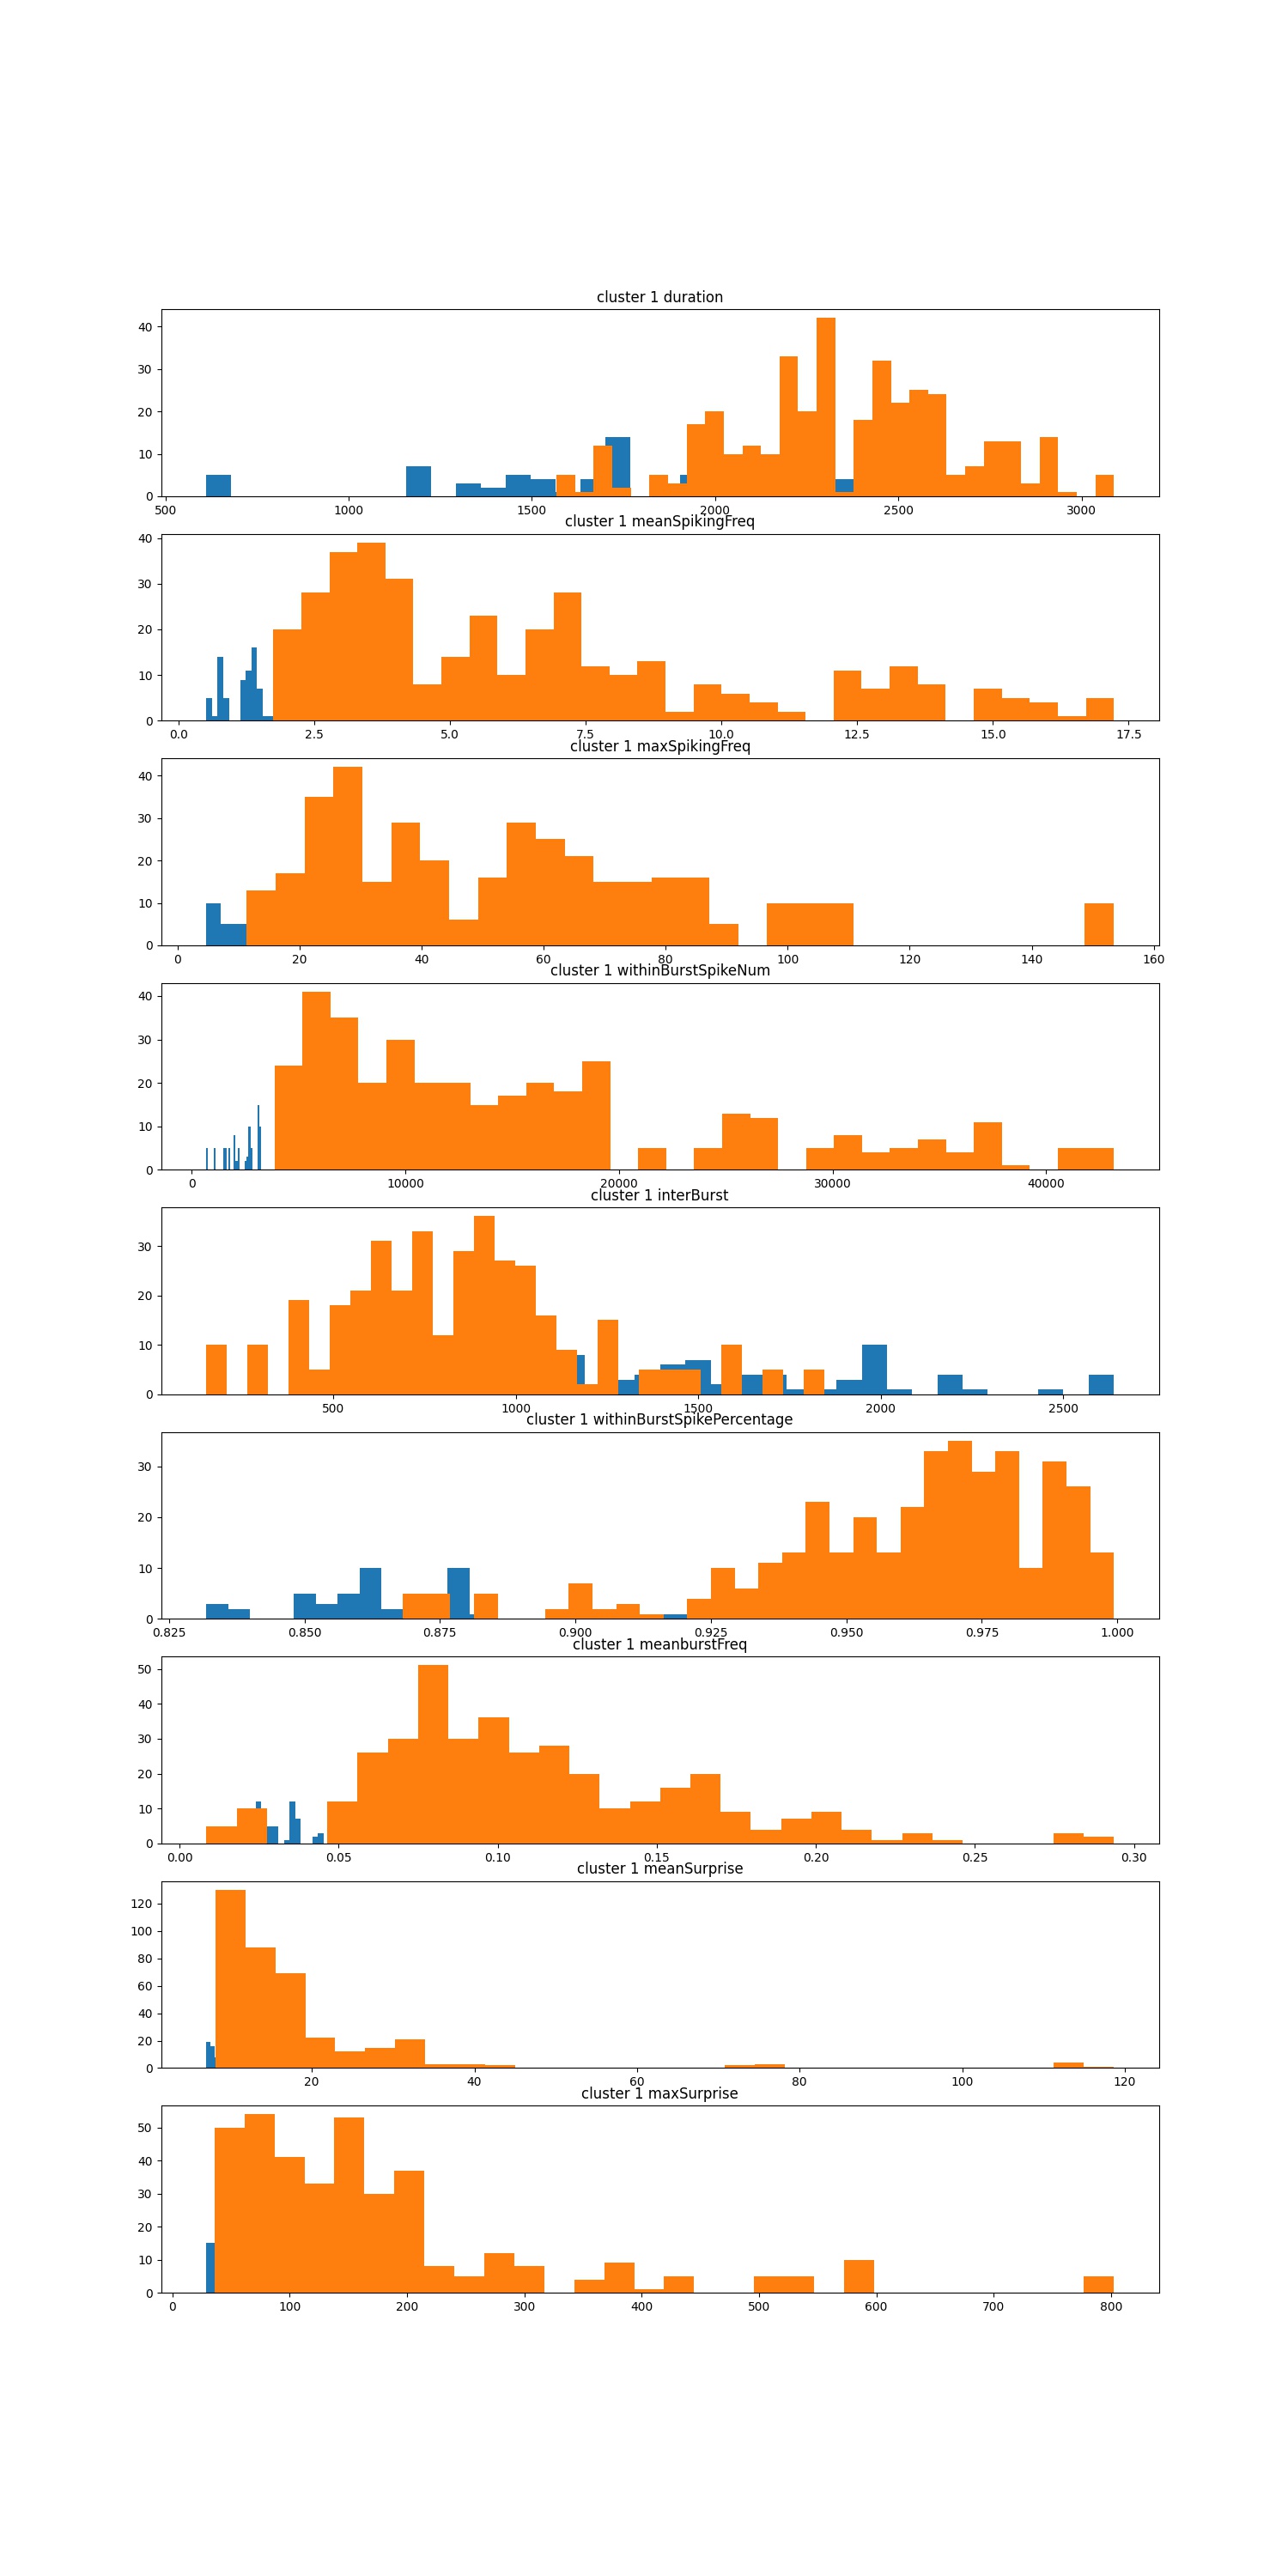 cluster 1 duration
40
30
20
10
0
500 1000 1500 2000 2500 3000
cluster 1 meanSpikingFreq
40
30
20
10
0
0.0 2.5 5.0 7.5 10.0 12.5 15.0 17.5
cluster 1 maxSpikingFreq
40
30
20
10
0
0 20 40 60 80 100 120 140 160
cluster 1 withinBurstSpikeNum
40
30
20
10
0
0 10000 20000 30000 40000
cluster 1 interBurst
30
20
10
0
500 1000 1500 2000 2500
cluster 1 withinBurstSpikePercentage
30
20
10
0
0.825 0.850 0.875 0.900 0.925 0.950 0.975 1.000
cluster 1 meanburstFreq
50
40
30
20
10
0
0.00 0.05 0.10 0.15 0.20 0.25 0.30
cluster 1 meanSurprise
120
100
80
60
40
20
0
20 40 60 80 100 120
cluster 1 maxSurprise
50
40
30
20
10
0
0 100 200 300 400 500 600 700 800